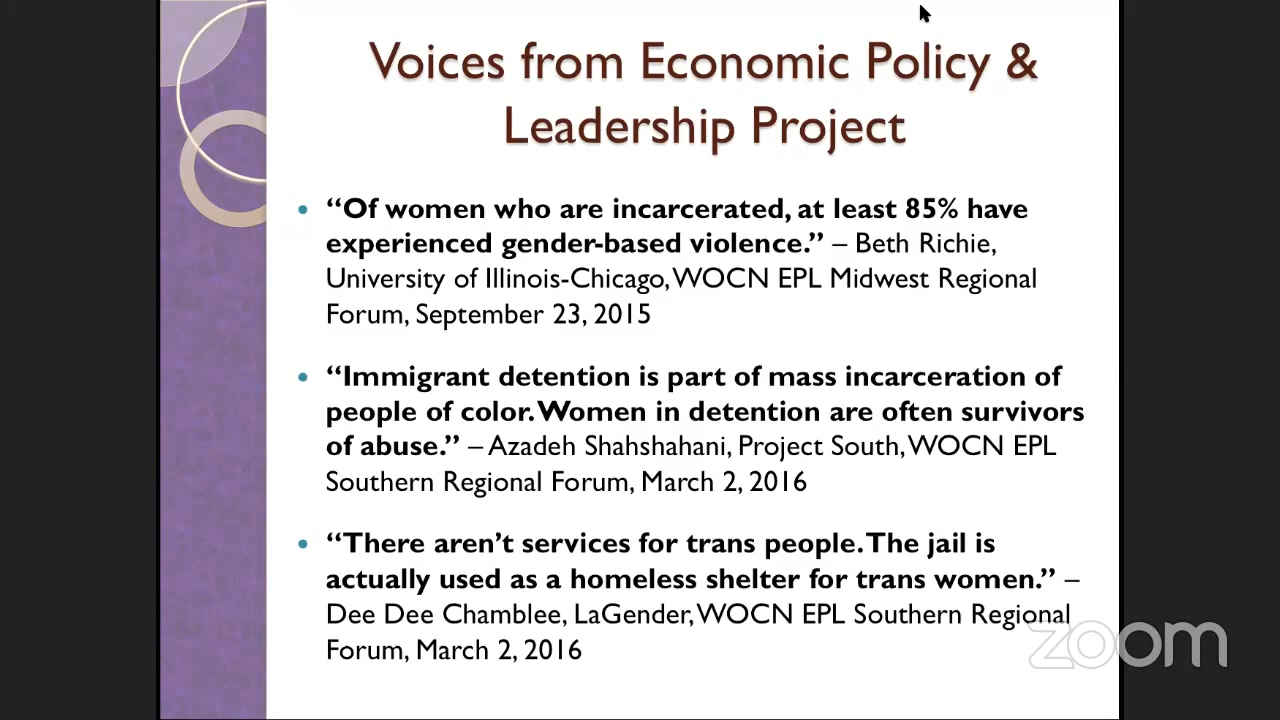 Voices from Economic Policy &
Leadership Project
• “Of women who are incarcerated, at least 85% have
experienced gender-based violence.” – Beth Richie,
University of Illinois-Chicago, WOCN EPL Midwest Regional
Forum, September 23, 2015
• “Immigrant detention is part of mass incarceration of
people of color. Women in detention are often survivors
of abuse.” – Azadeh Shahshahani, Project South, WOCN EPL
Southern Regional Forum, March 2, 2016
• “There aren’t services for trans people. The jail is
actually used as a homeless shelter for trans women.” –
Dee Dee Chamblee, LaGender, WOCN EPL Southern Regional
Forum, March 2, 2016
zoom